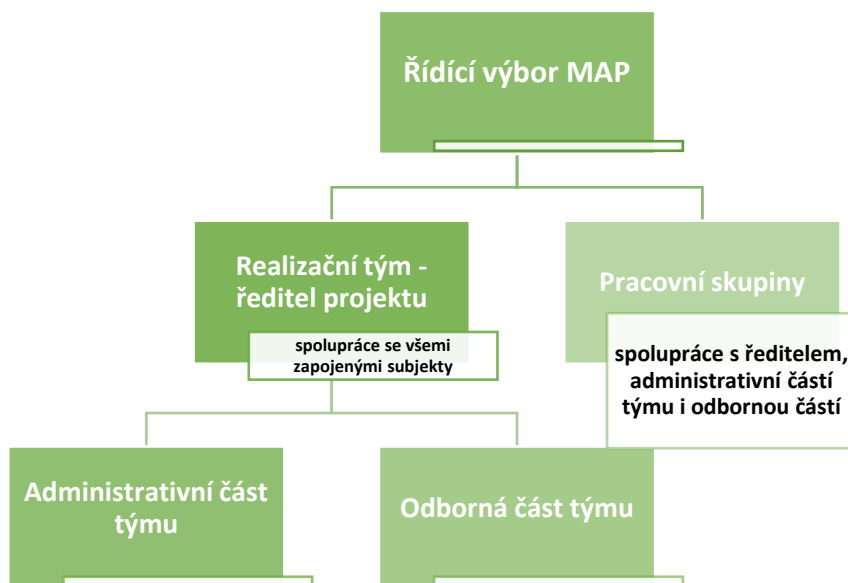 Řídící výbor MAP
Realizační tým -
ředitel projektu
spolupráce se všemi
zapojenými subjekty
Pracovní skupiny
spolupráce s ředitelem,
administrativní částí
týmu i odbornou částí
Administrativní část
týmu
Odborná část týmu